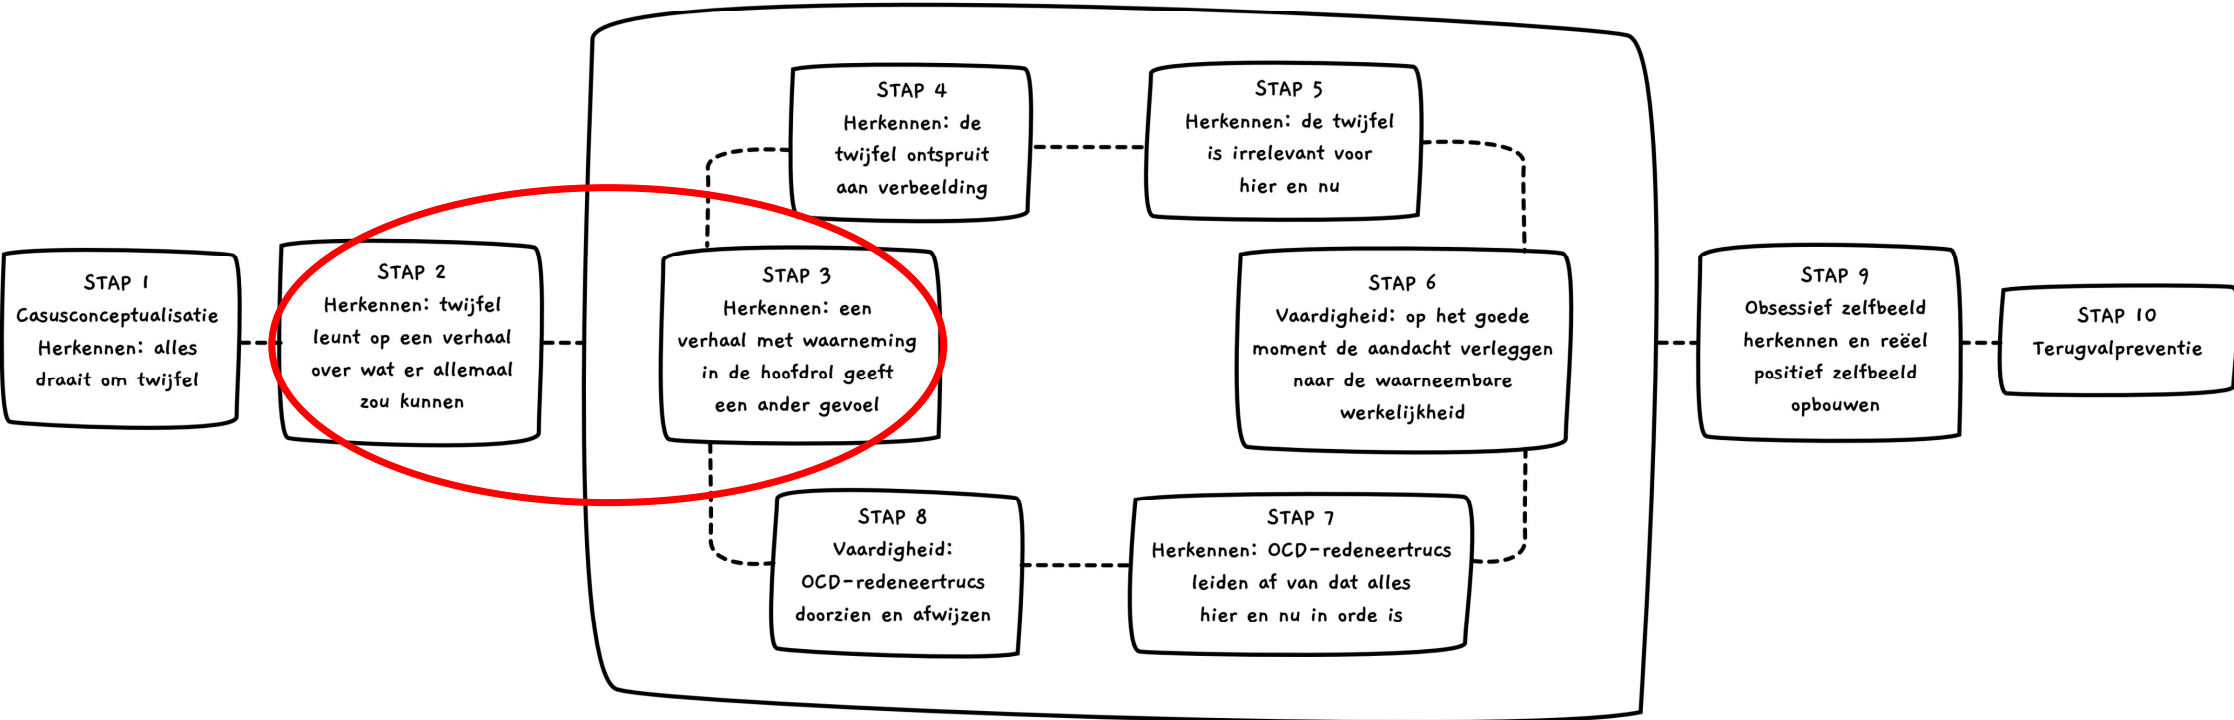 STAP 1
Casusconceptualisatie
Herkennen: alles
draait om twijfel
STAP 2
Herkennen: twijfel
leunt op een verhaal
over wat er allemaal
zou kunnen
STAP 3
Herkennen: een
verhaal met waarneming
in de hoofdrol geeft
een ander gevoel
STAP 4
Herkennen: de
twijfel ontspruit
aan verbeelding
STAP 5
Herkennen: de twijfel
is irrelevant voor
hier en nu
STAP 6
Vaardigheid: op het goede
moment de aandacht verleggen
naar de waarneembare
werkelijkheid
STAP 7
Herkennen: OCD-redeneertrucs
leiden af van dat alles
hier en nu in orde is
STAP 8
Vaardigheid:
OCD-redeneertrucs
doorzien en afwijzen
STAP 9
Obsessief zelfbeeld
herkennen en reëel
positief zelfbeeld
opbouwen
STAP 10
Terugvalpreventie